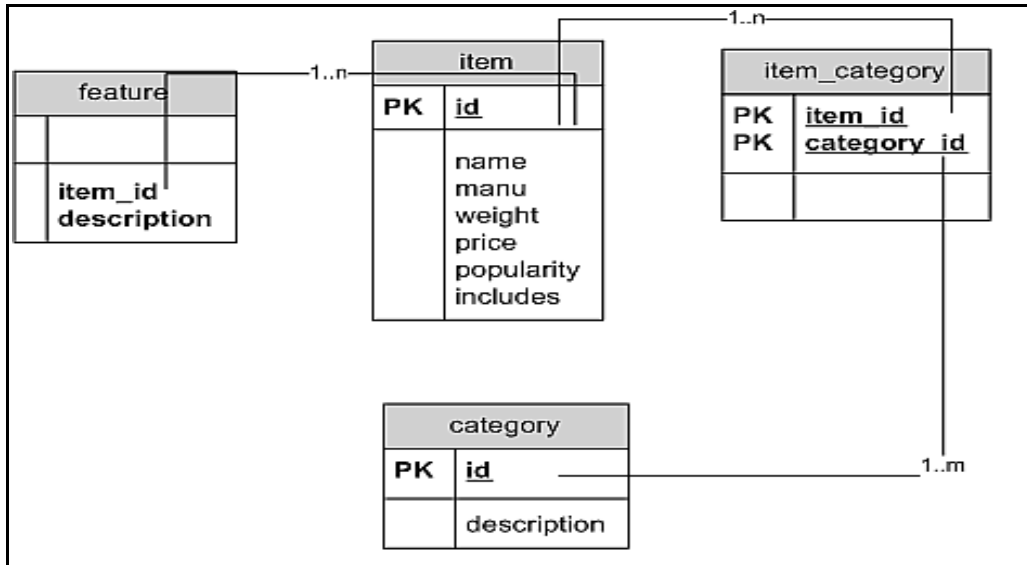 feature
item_id
description
1..n
item
PK id
name
manu
weight
price
popularity
includes
1..n
item_category
PK item_id
PK category_id
1..m
category
PK id
description